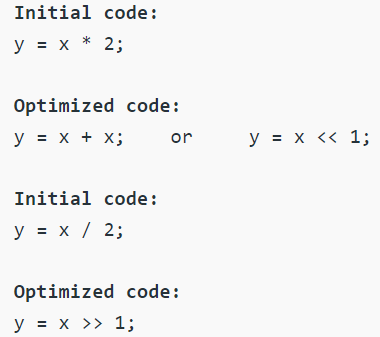 Initial code:
y = x * 2;
Optimized code:
y = x + x;    or    y = x << 1;
Initial code:
y = x / 2;
Optimized code:
y = x >> 1;